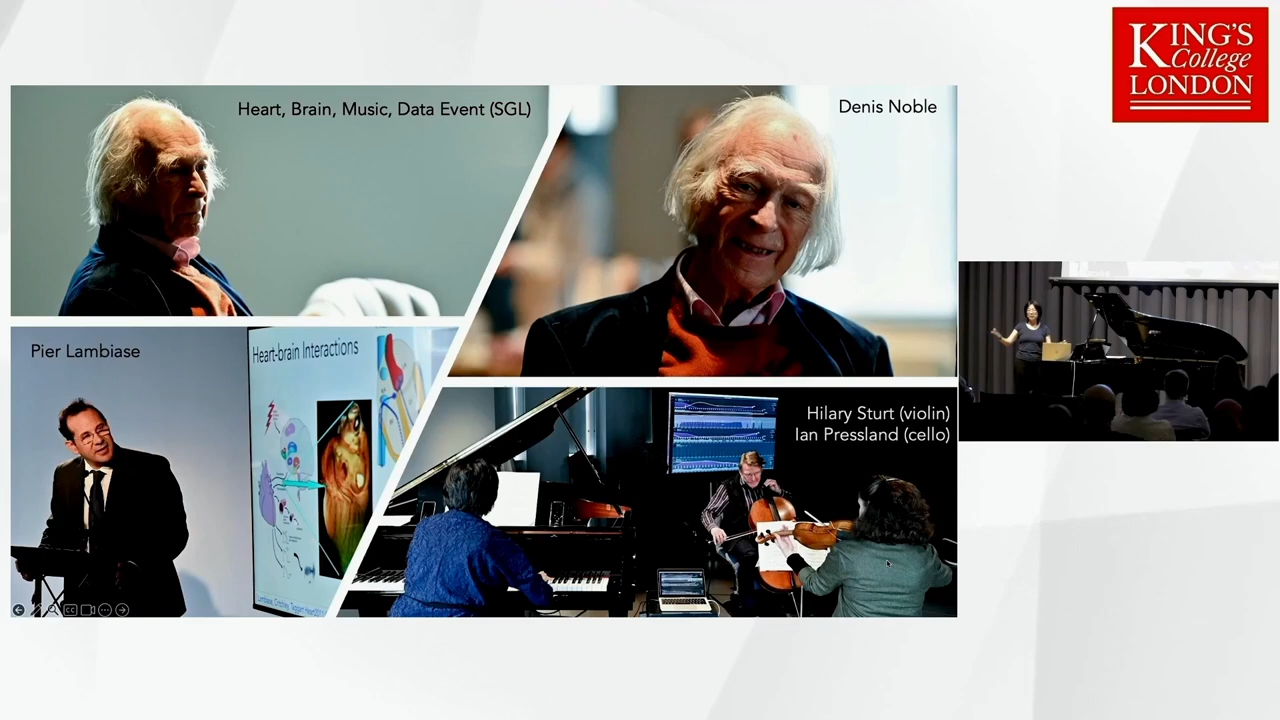 KING'S
College
LONDON
Heart, Brain, Music, Data Event (SGL)
Denis Noble
Pier Lambiase
Heart-brain Interactions
Hilary Sturt (violin)
Ian Pressland (cello)